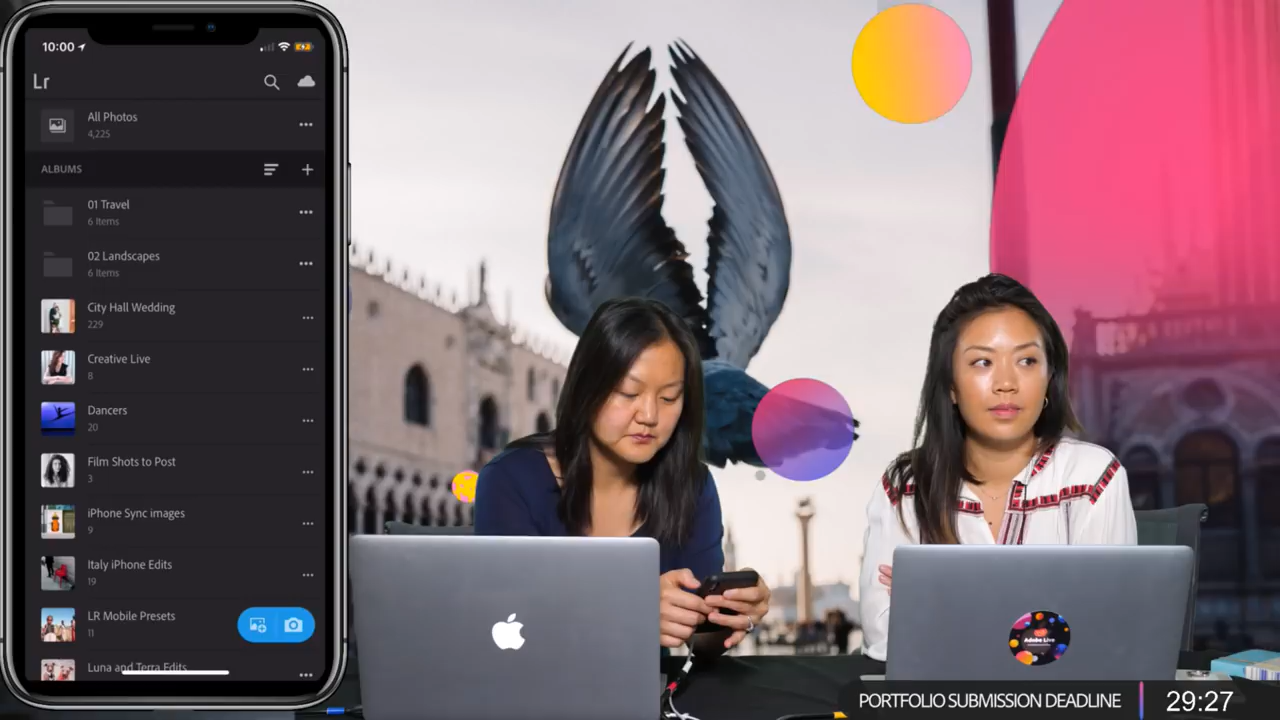 10:00
Lr
All Photos
4,225
ALBUMS
01 Travel
6 Items
02 Landscapes
6 Items
City Hall Wedding
229
Creative Live
8
Dancers
20
Film Shots to Post
3
iPhone Sync images
9
Italy iPhone Edits
19
LR Mobile Presets
11
Luna and Terra Edits
Adobe Live
PORTFOLIO SUBMISSION DEADLINE
29:27